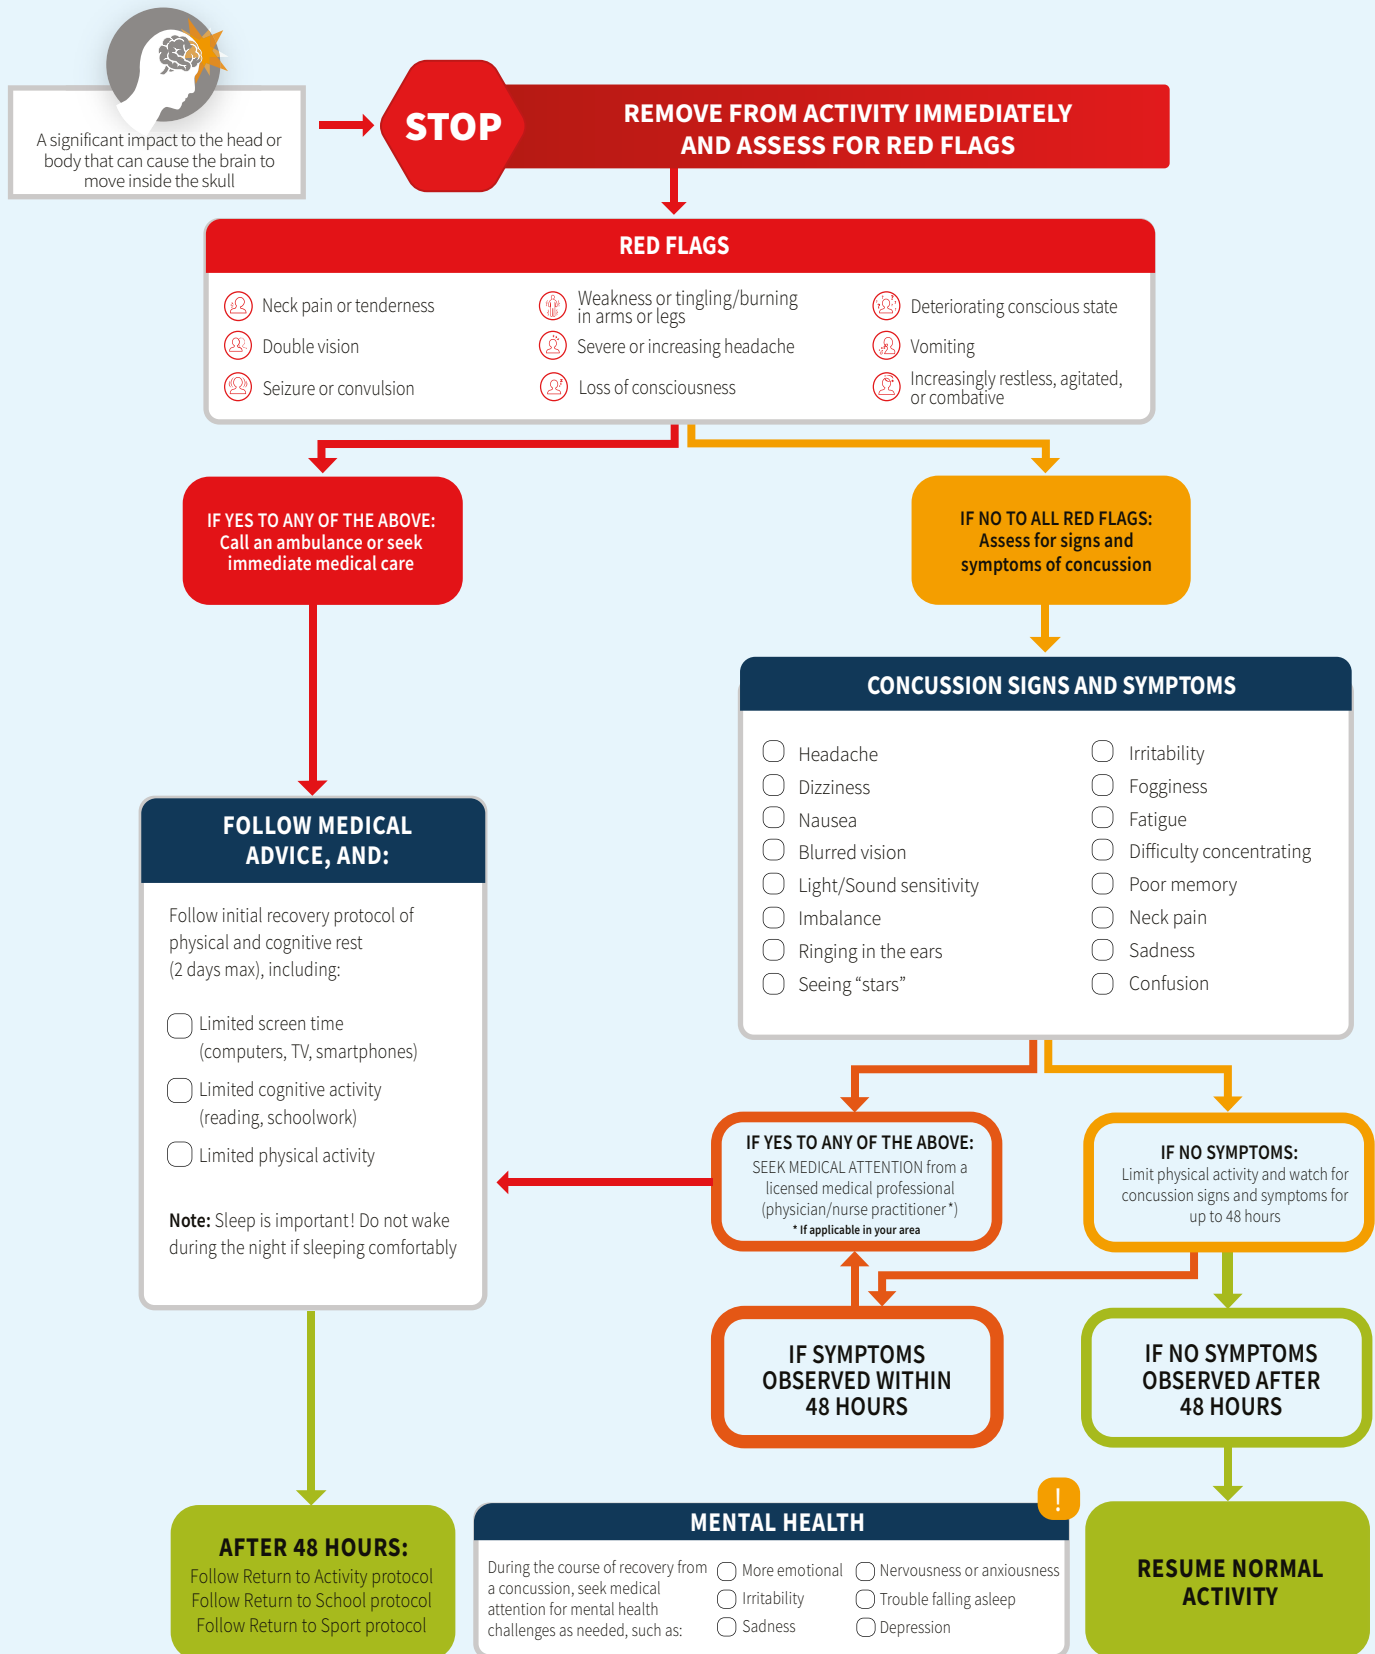 A significant impact to the head or
body that can cause the brain to
move inside the skull
STOP
REMOVE FROM ACTIVITY IMMEDIATELY
AND ASSESS FOR RED FLAGS
RED FLAGS
Neck pain or tenderness
Double vision
Seizure or convulsion
Weakness or tingling/burning
in arms or legs
Severe or increasing headache
Loss of consciousness
Deteriorating conscious state
Vomiting
Increasingly restless, agitated,
or combative
IF YES TO ANY OF THE ABOVE:
Call an ambulance or seek
immediate medical care
IF NO TO ALL RED FLAGS:
Assess for signs and
symptoms of concussion
CONCUSSION SIGNS AND SYMPTOMS
Headache
Dizziness
Nausea
Blurred vision
Light/Sound sensitivity
Imbalance
Ringing in the ears
Seeing “stars”
Irritability
Fogginess
Fatigue
Difficulty concentrating
Poor memory
Neck pain
Sadness
Confusion
FOLLOW MEDICAL
ADVICE, AND:
Follow initial recovery protocol of
physical and cognitive rest
(2 days max), including:
Limited screen time
(computers, TV, smartphones)
Limited cognitive activity
(reading, schoolwork)
Limited physical activity
Note: Sleep is important! Do not wake
during the night if sleeping comfortably
IF YES TO ANY OF THE ABOVE:
SEEK MEDICAL ATTENTION from a
licensed medical professional
(physician/nurse practitioner*)
* If applicable in your area
IF NO SYMPTOMS:
Limit physical activity and watch for
concussion signs and symptoms for
up to 48 hours
IF SYMPTOMS
OBSERVED WITHIN
48 HOURS
IF NO SYMPTOMS
OBSERVED AFTER
48 HOURS
AFTER 48 HOURS:
Follow Return to Activity protocol
Follow Return to School protocol
Follow Return to Sport protocol
!
MENTAL HEALTH
During the course of recovery from
a concussion, seek medical
attention for mental health
challenges as needed, such as:
More emotional
Irritability
Sadness
Nervousness or anxiousness
Trouble falling asleep
Depression
RESUME NORMAL
ACTIVITY